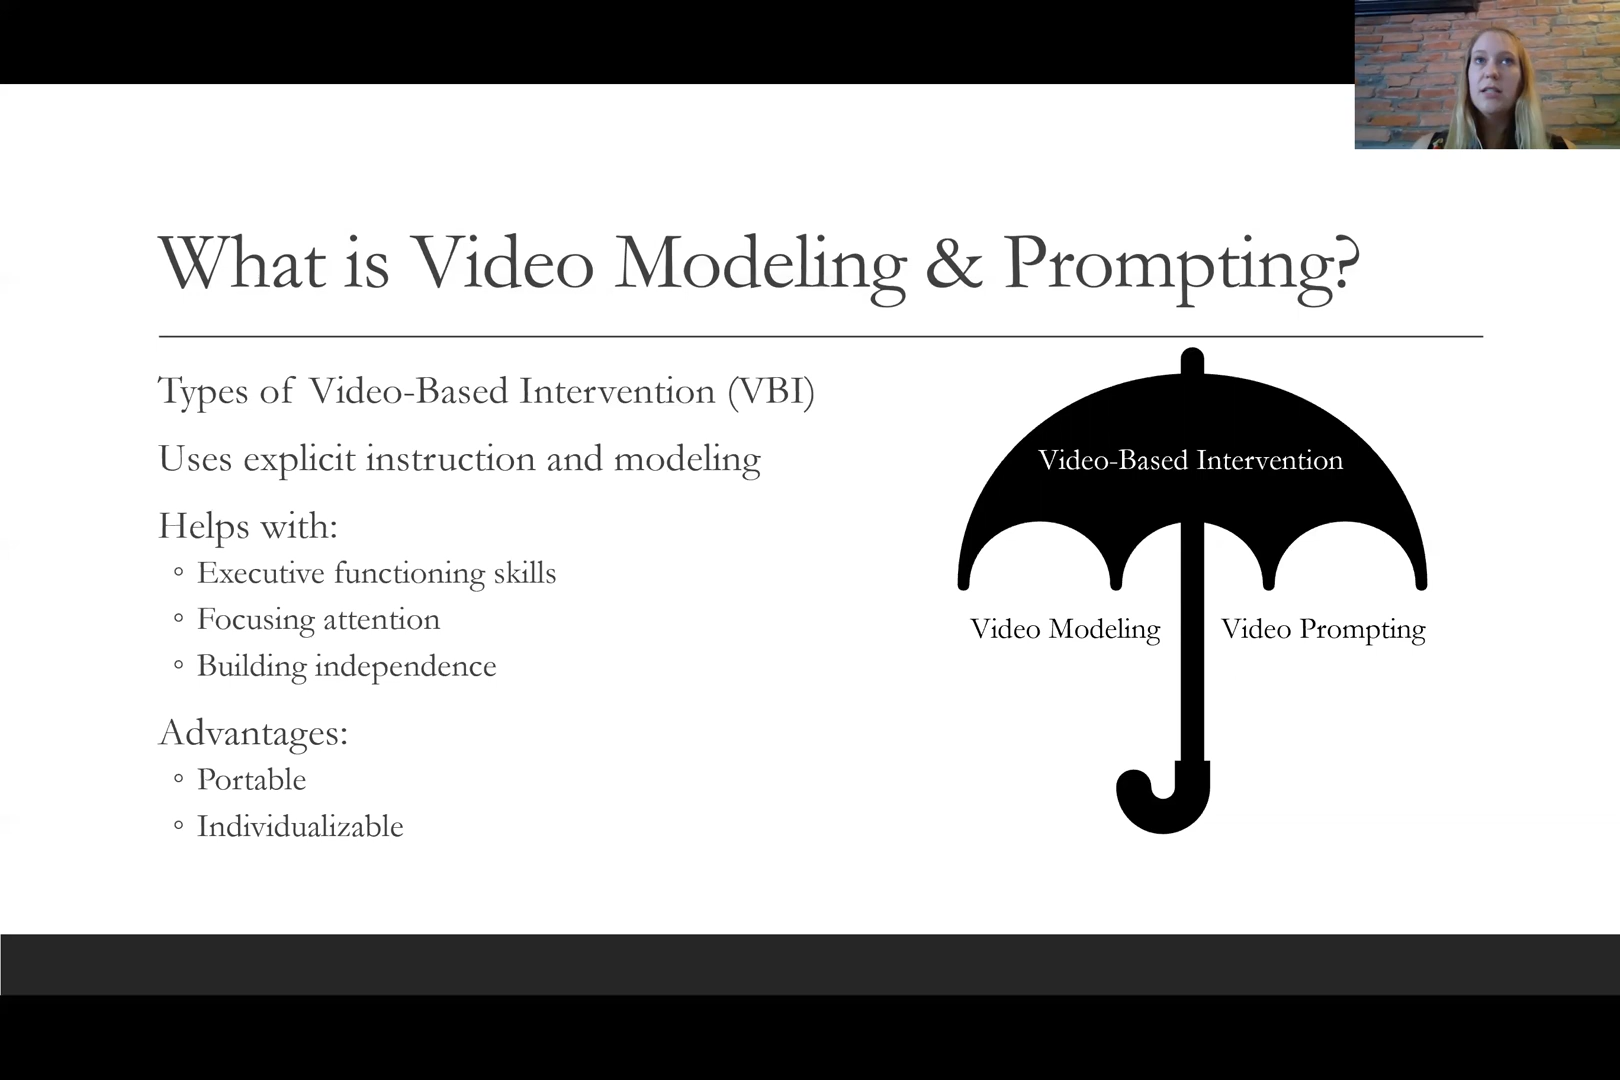 What is Video Modeling & Prompting?
Types of Video-Based Intervention (VBI)
Uses explicit instruction and modeling
Helps with:
Executive functioning skills
Focusing attention
Building independence
Advantages:
Portable
Individualizable
Video-Based Intervention
Video Modeling
Video Prompting